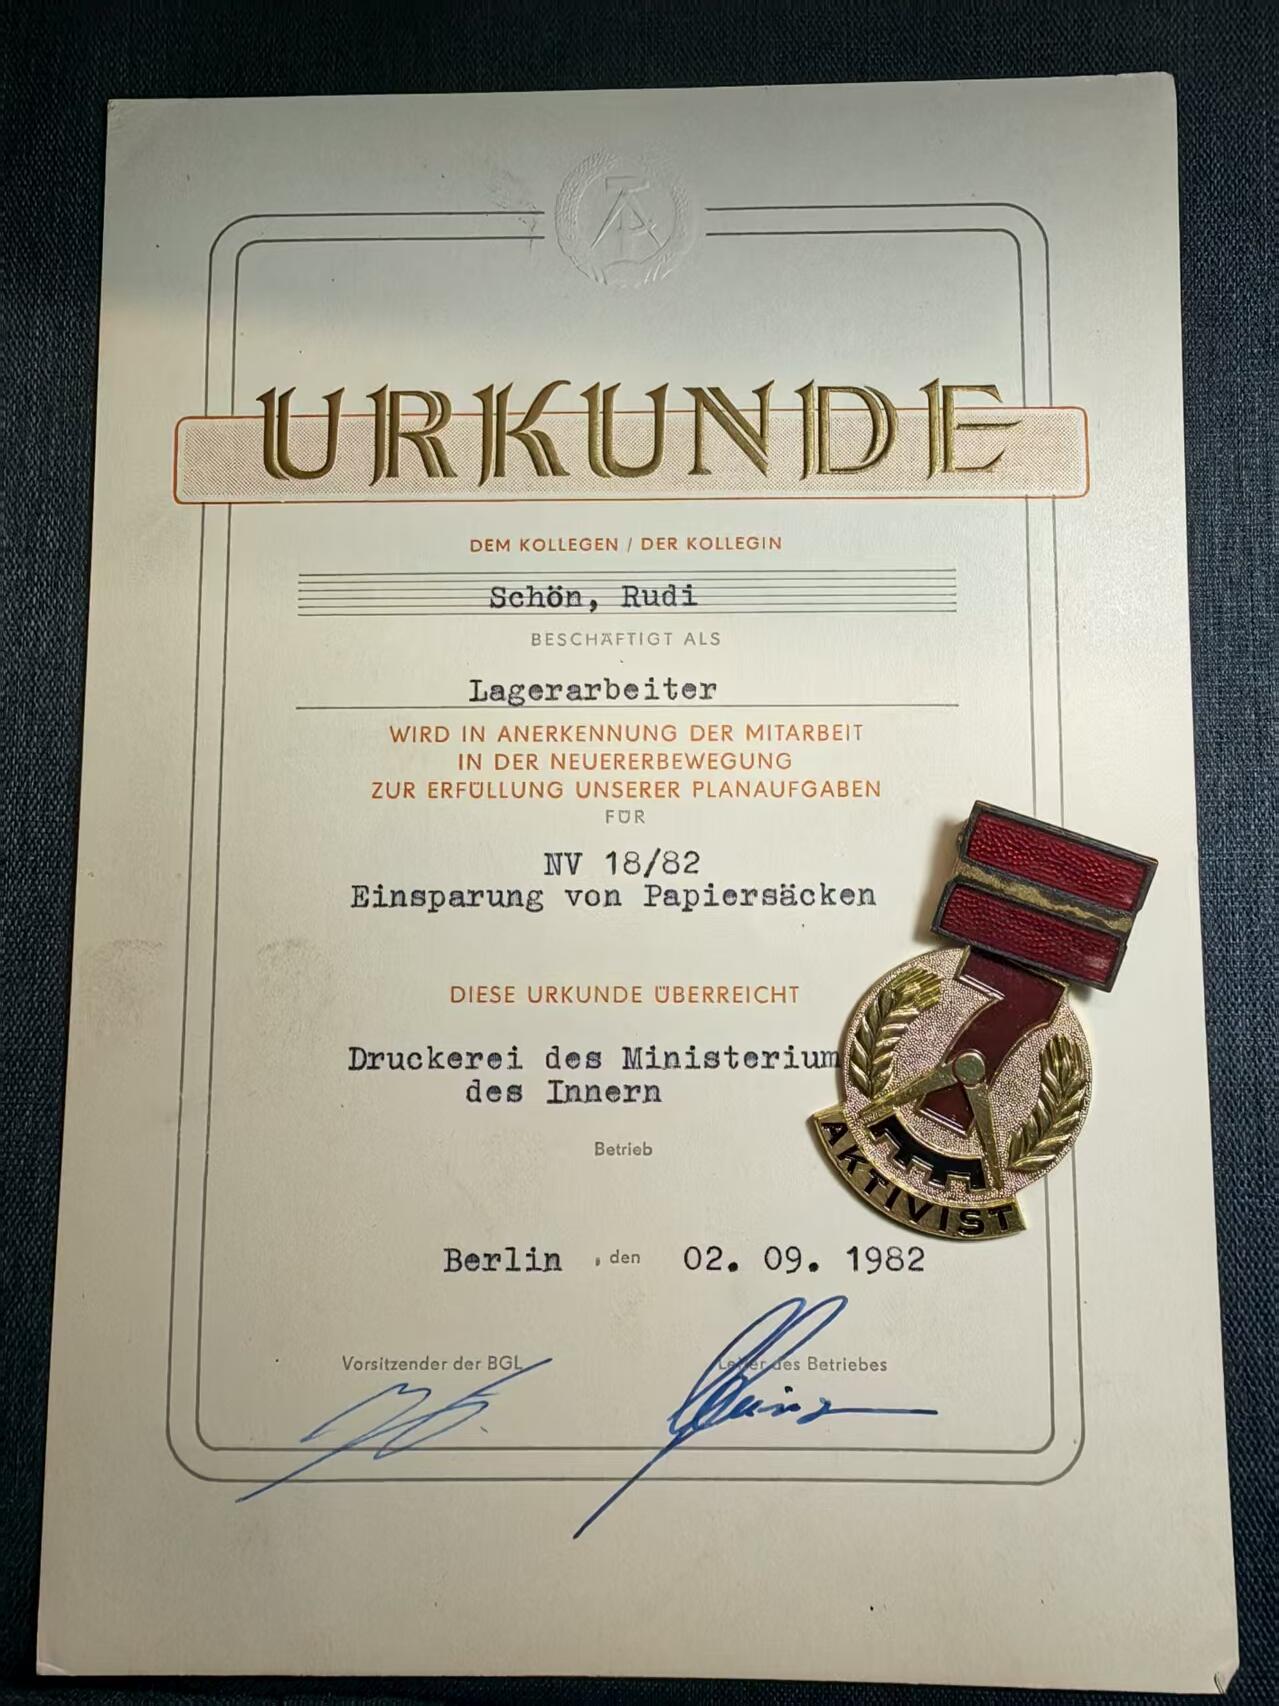 URKUNDE
DEM KOLLEGEN / DER KOLLEGIN
Schön, Rudi
BESCHÄFTIGT ALS
Lagerarbeiter
WIRD IN ANERKENNUNG DER MITARBEIT
IN DER NEUERERBEWEGUNG
ZUR ERFÜLLUNG UNSERER PLANAUFGABEN
FÜR
NV 18/82
Einsparung von Papiersäcken
DIESE URKUNDE ÜBERREICHT
Druckerei des Ministerium
des Innern
Betrieb
7
AKTIVIST
Berlin , den 02. 09. 1982
Vorsitzender der BGL Leiter des Betriebes